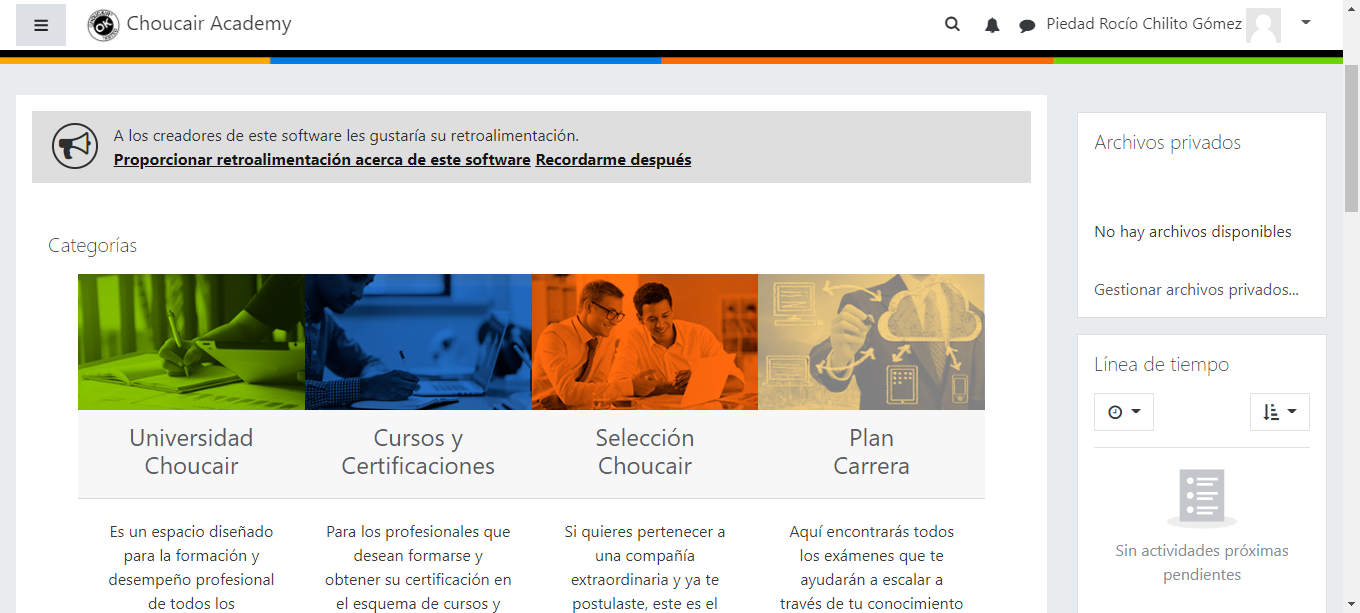 Choucair Academy
Piedad Rocío Chilito Gómez
A los creadores de este software les gustaría su retroalimentación.
Proporcionar retroalimentación acerca de este software Recordarme después
Categorías
Universidad
Choucair
Es un espacio diseñado
para la formación y
desempeño profesional
de todos los
Cursos y
Certificaciones
Para los profesionales que
desean formarse y
obtener su certificación en
el esquema de cursos y
Selección
Choucair
Si quieres pertenecer a
una compañía
extraordinaria y ya te
postulaste, este es el
Plan
Carrera
Aquí encontrarás todos
los exámenes que te
ayudarán a escalar a
través de tu conocimiento
Archivos privados
No hay archivos disponibles
Gestionar archivos privados...
Línea de tiempo
Sin actividades próximas
pendientes